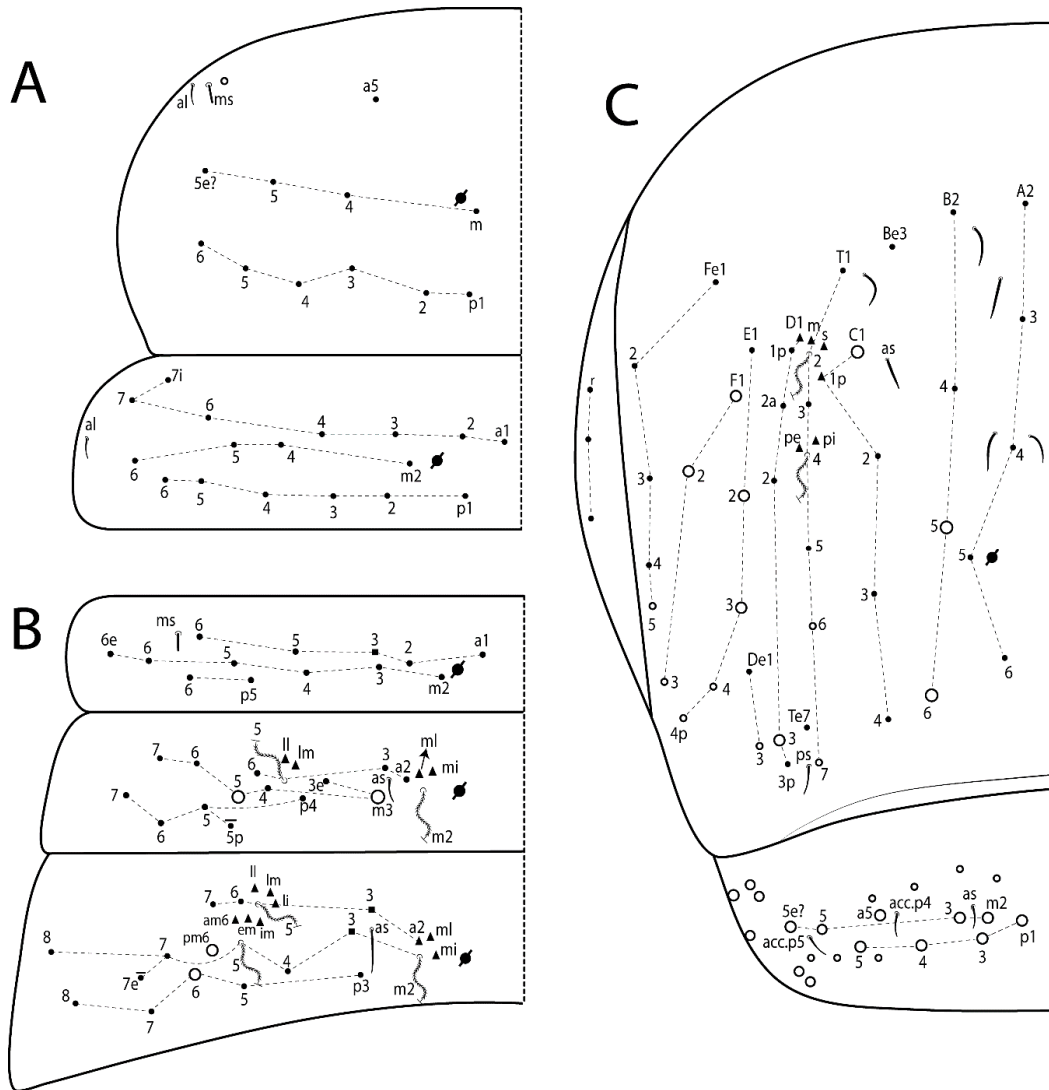 A
al
ms
a5
5e?
5
4
m
6
5
4
3
2
p1
7i
7
6
4
3
2
a1
al
6
5
4
m2
6
5
4
3
2
p1
B
ms
6
5
3
2
a1
6e
6
5
4
3
m2
6
p5
7
6
5
ll
lm
6
3
a2
ml
mi
as
3e
5
4
m3
m2
7
6
5
p4
5p
ll
lm
li
7
6
5
3
a2
ml
mi
am6
em
im
3
as
pm6
8
7
7e
5
4
m2
8
7
6
5
p3
C
A2
B2
Be3
T1
Fe1
3
D1
m
s
C1
E1
1p
2
as
1p
2
F1
r
2a
3
4
pe
pi
4
4
2
2
2
2
3
5
5
5
4
3
3
6
5
De1
6
3
4
Te7
6
4p
3
3
ps
7
4
3p
5e?
5
a5
acc.p4
3
as
m2
p1
acc.p5
5
4
3